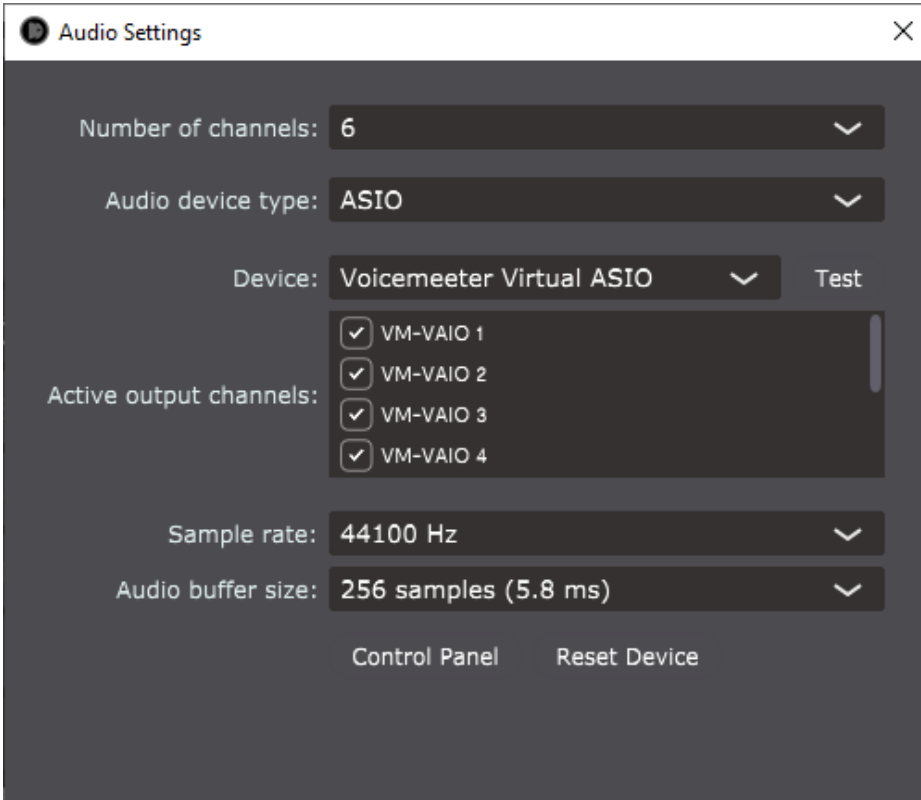 Audio Settings
Number of channels: 6
Audio device type: ASIO
Device: Voicemeeter Virtual ASIO Test
Active output channels:
VM-VAIO 1
VM-VAIO 2
VM-VAIO 3
VM-VAIO 4
Sample rate: 44100 Hz
Audio buffer size: 256 samples (5.8 ms)
Control Panel Reset Device